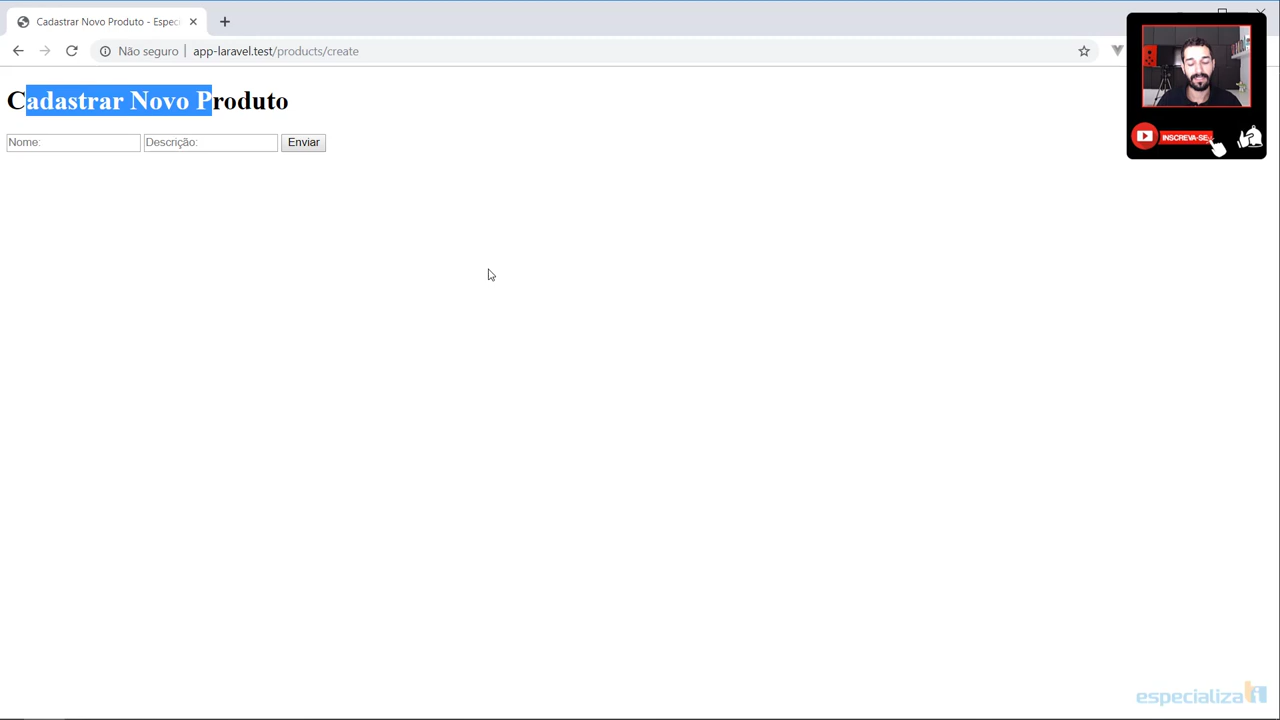 Cadastrar Novo Produto - Espec
Não seguro
app-laravel.test/products/create
Cadastrar Novo Produto
Nome:
Descrição:
Enviar
INSCREVA-SE
especializati